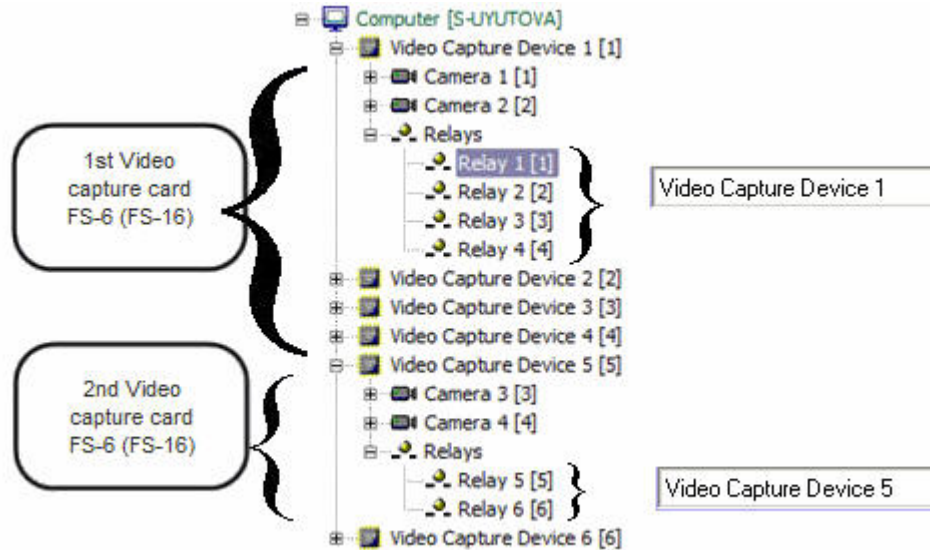 Computer [S-UYUTOVA]
Video Capture Device 1 [1]
Camera 1 [1]
Camera 2 [2]
Relays
Relay 1 [1]
Relay 2 [2]
Relay 3 [3]
Relay 4 [4]
Video Capture Device 2 [2]
Video Capture Device 3 [3]
Video Capture Device 4 [4]
Video Capture Device 5 [5]
Camera 3 [3]
Camera 4 [4]
Relays
Relay 5 [5]
Relay 6 [6]
Video Capture Device 6 [6]
1st Video
capture card
FS-6 (FS-16)
2nd Video
capture card
FS-6 (FS-16)
Video Capture Device 1
Video Capture Device 5